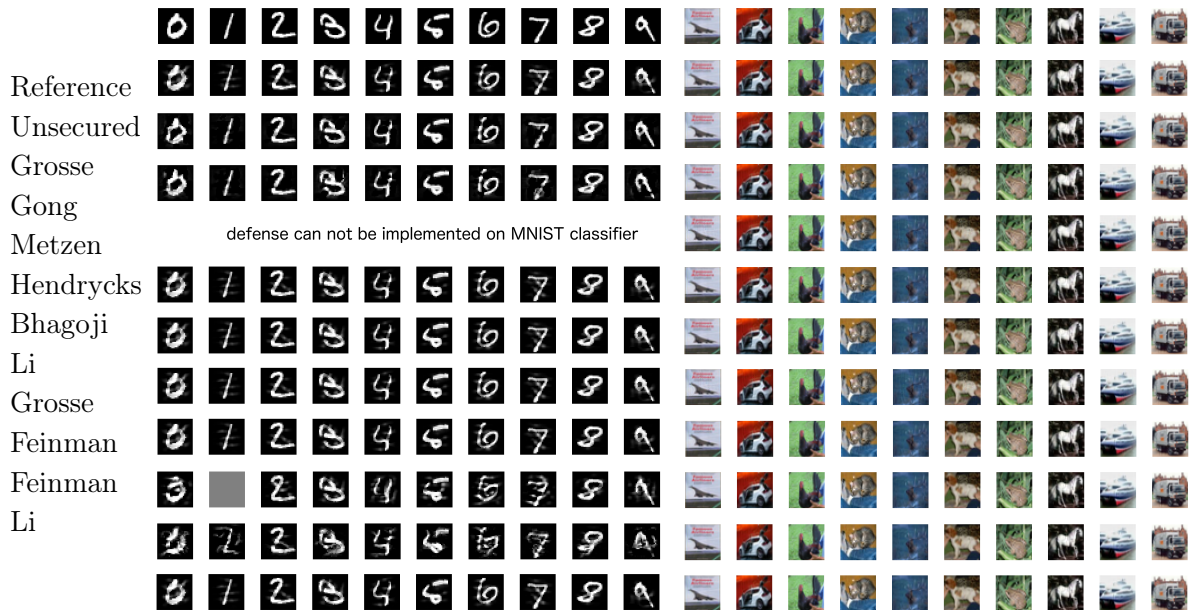 Reference
Unsecured
Grosse
Gong
Metzen
defense can not be implemented on MNIST classifier
Hendrycks
Bhagoji
Li
Grosse
Feinman
Feinman
Li